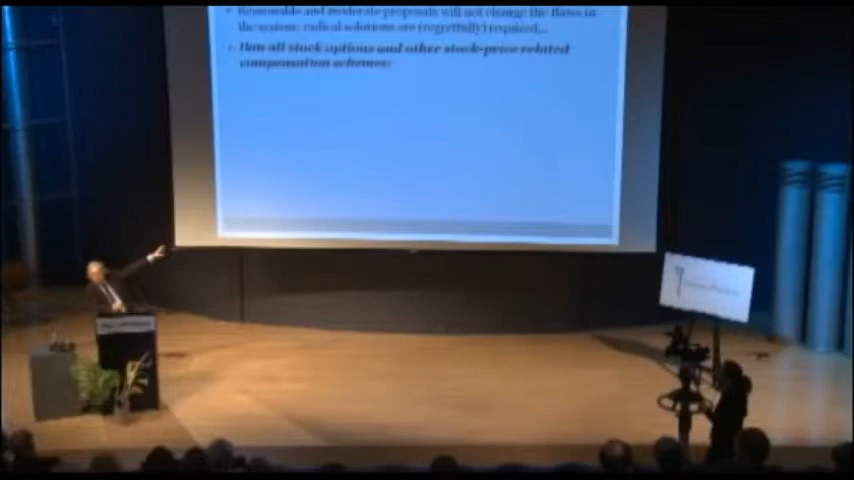 Reasonable and moderate proposals will not change the flaws in
the system; radical solutions are (regretfully) required...
Ban all stock options and other stock-price related
compensation schemes: